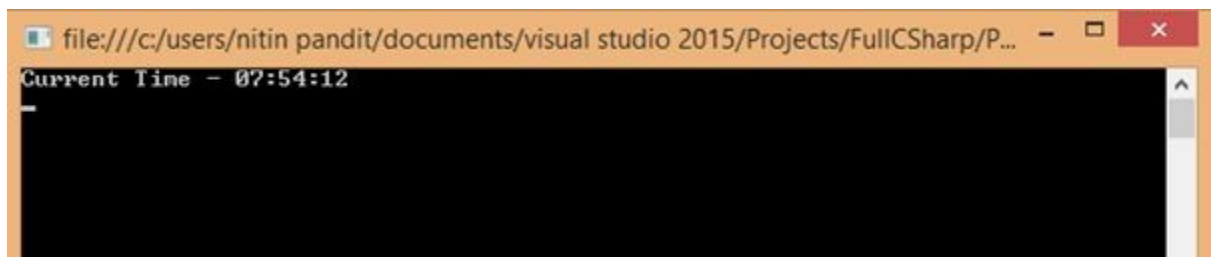 file:///c:/users/nitin pandit/documents/visual studio 2015/Projects/FullCSharp/P...
Current Time - 07:54:12